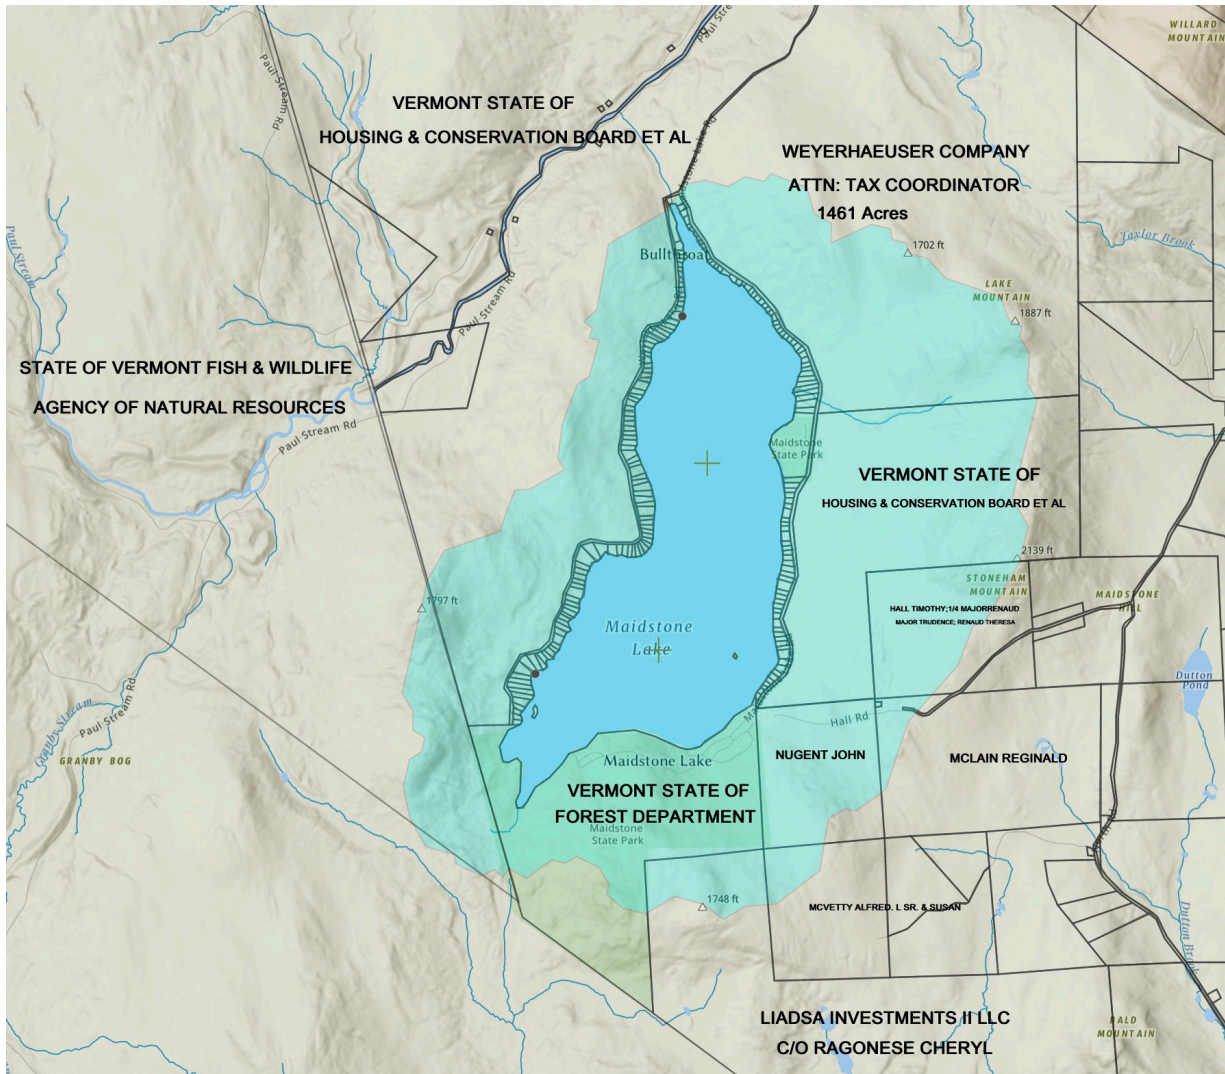 WILLARD
MOUNTAIN
Paul Stream Rd
Paul Stream Rd
VERMONT STATE OF
HOUSING & CONSERVATION BOARD ET AL
WEYERHAEUSER COMPANY
ATTN: TAX COORDINATOR
1461 Acres
Paul Stream
Taylor Brook
Bullthroat
1702 ft
LAKE
MOUNTAIN
1887 ft
Paul Stream Rd
STATE OF VERMONT FISH & WILDLIFE
AGENCY OF NATURAL RESOURCES
Paul Stream Rd
Maidstone
State Park
VERMONT STATE OF
HOUSING & CONSERVATION BOARD ET AL
2139 ft
STONEHAM
MOUNTAIN
MAIDSTONE
HILL
1797 ft
HALL TIMOTHY;1/4 MAJORRENAUD
MAJOR TRUDENCE; RENAUD THERESA
Maidstone
Lake
Dutton
Pond
Granby Stream
Paul Stream Rd
Hall Rd
GRANBY BOG
Maidstone Lake
NUGENT JOHN
MCLAIN REGINALD
VERMONT STATE OF
FOREST DEPARTMENT
Maidstone
State Park
1748 ft
MCVETTY ALFRED. L SR. & SUSAN
Dutton Brook
LIADSA INVESTMENTS II LLC
C/O RAGONESE CHERYL
BALD
MOUNTAIN